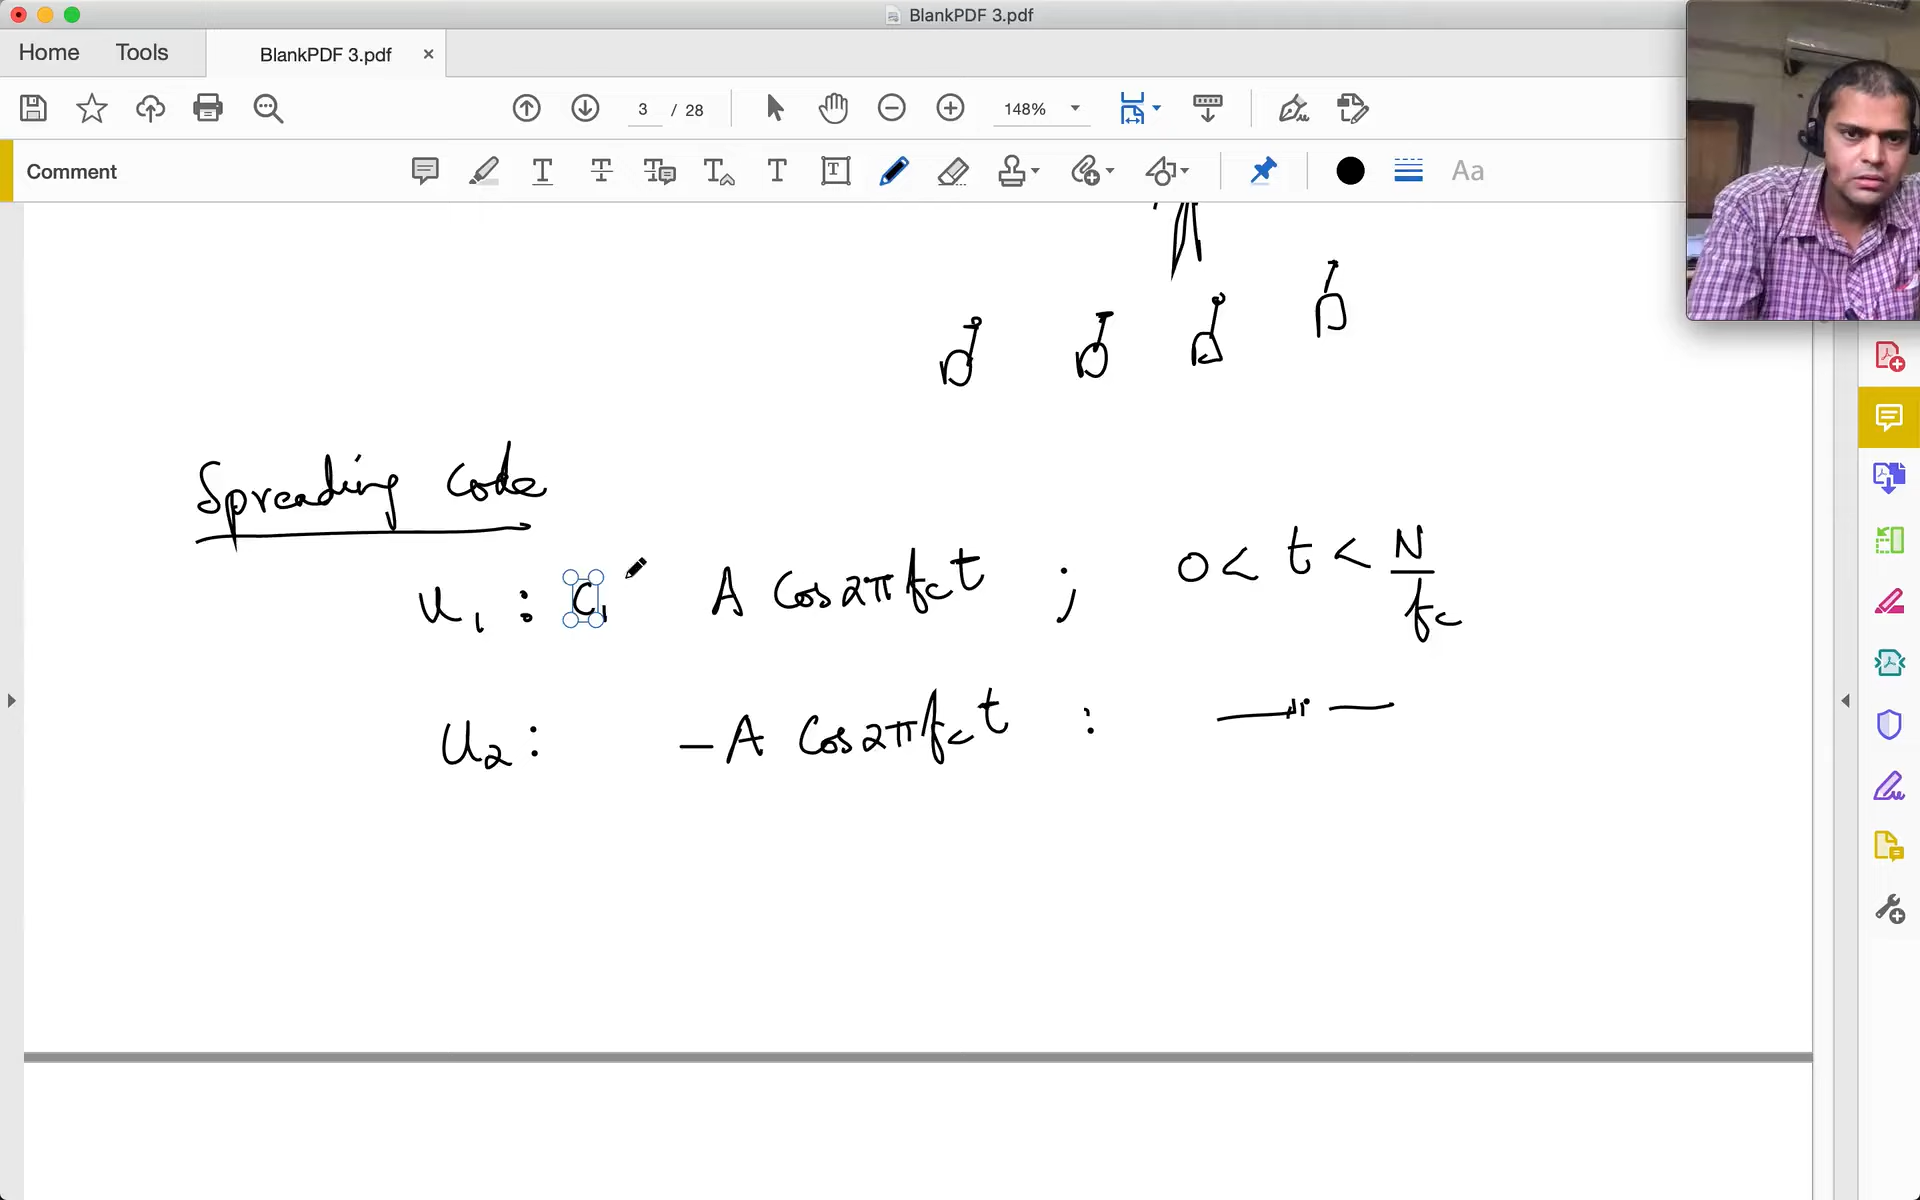 BlankPDF 3.pdf
Home Tools BlankPDF 3.pdf ×
3 / 28 148%
Comment Aa
Spreading Code
u₁ : C₁ A Cos2πfct ; 0 < t < N/fc
U₂ : −A Cos2πfct : —"—